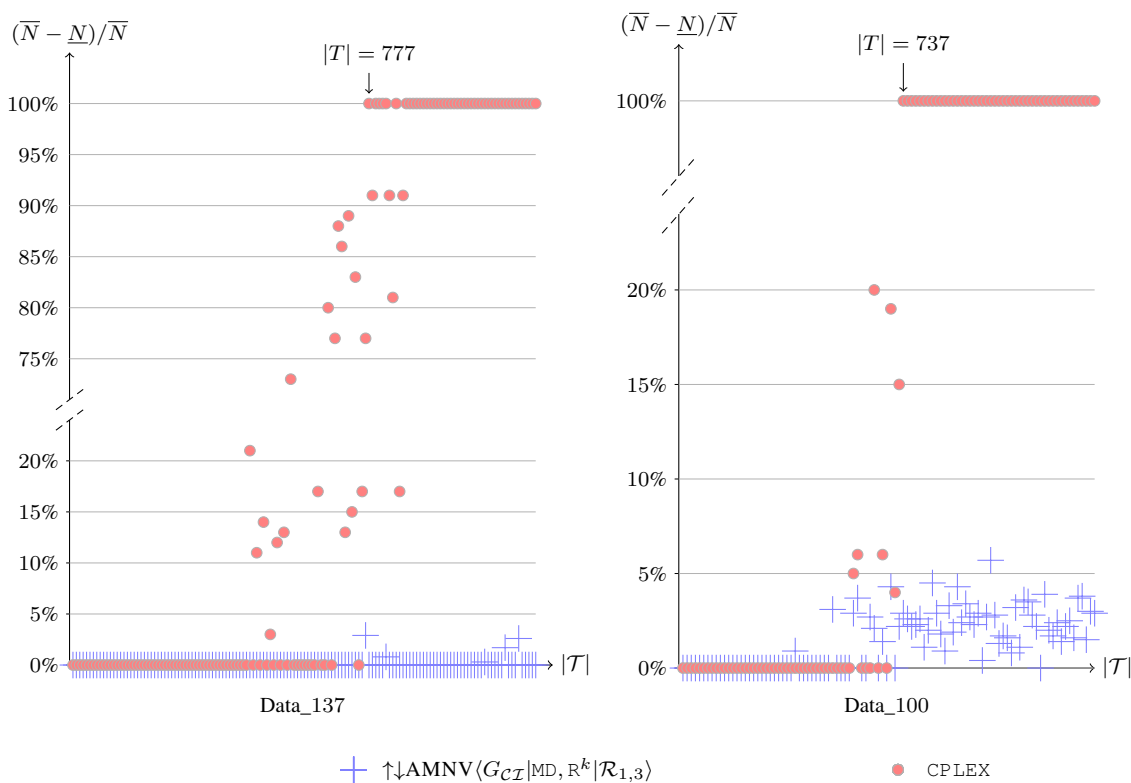 (N̅ − N̲)/N̅
|T| = 777
100%
95%
90%
85%
80%
75%
20%
15%
10%
5%
0%
|𝒯|
Data_137
(N̅ − N̲)/N̅
|T| = 737
100%
20%
15%
10%
5%
0%
|𝒯|
Data_100
↑↓AMNV⟨G_𝒞ℐ|MD, R^k|ℛ_1,3⟩
CPLEX